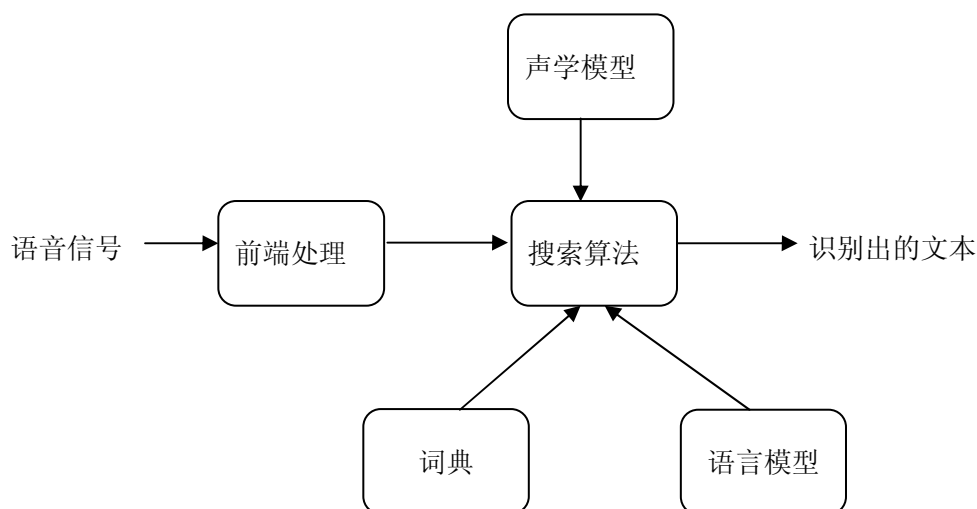 声学模型
语音信号
前端处理
搜索算法
识别出的文本
词典
语言模型